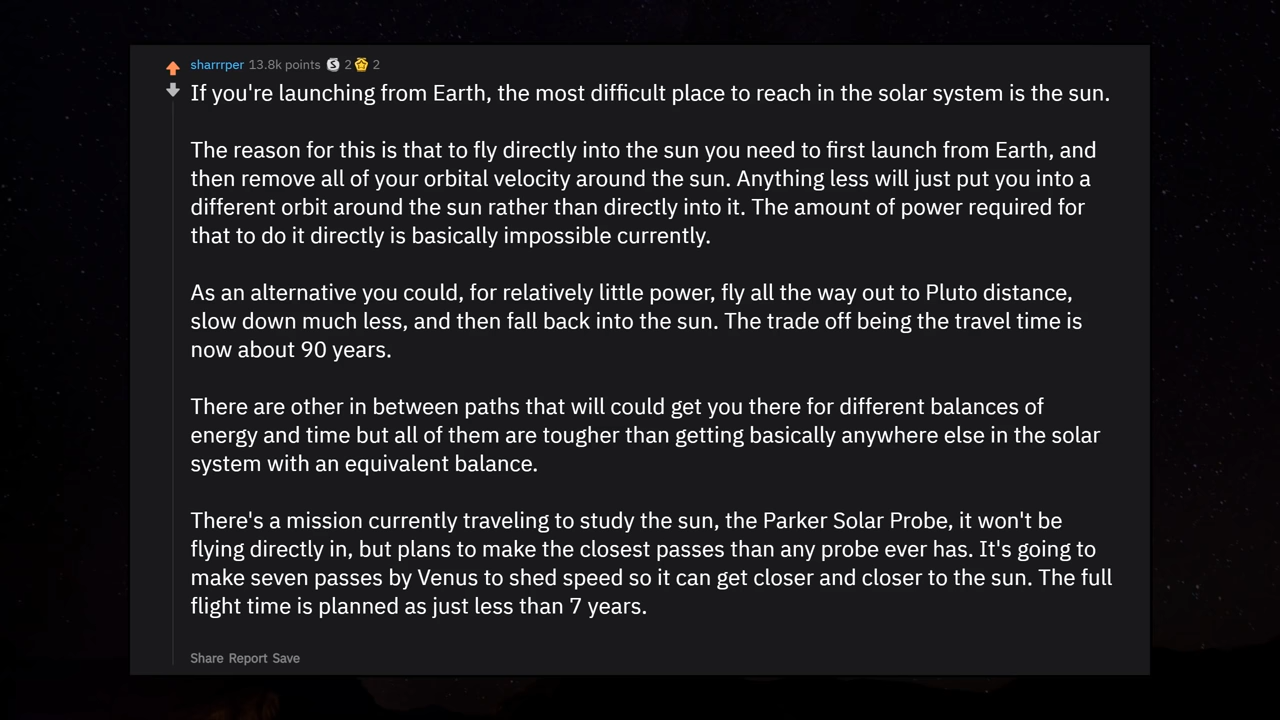 sharrrper 13.8k points S 2 2
If you're launching from Earth, the most difficult place to reach in the solar system is the sun.
The reason for this is that to fly directly into the sun you need to first launch from Earth, and
then remove all of your orbital velocity around the sun. Anything less will just put you into a
different orbit around the sun rather than directly into it. The amount of power required for
that to do it directly is basically impossible currently.
As an alternative you could, for relatively little power, fly all the way out to Pluto distance,
slow down much less, and then fall back into the sun. The trade off being the travel time is
now about 90 years.
There are other in between paths that will could get you there for different balances of
energy and time but all of them are tougher than getting basically anywhere else in the solar
system with an equivalent balance.
There's a mission currently traveling to study the sun, the Parker Solar Probe, it won't be
flying directly in, but plans to make the closest passes than any probe ever has. It's going to
make seven passes by Venus to shed speed so it can get closer and closer to the sun. The full
flight time is planned as just less than 7 years.
Share Report Save